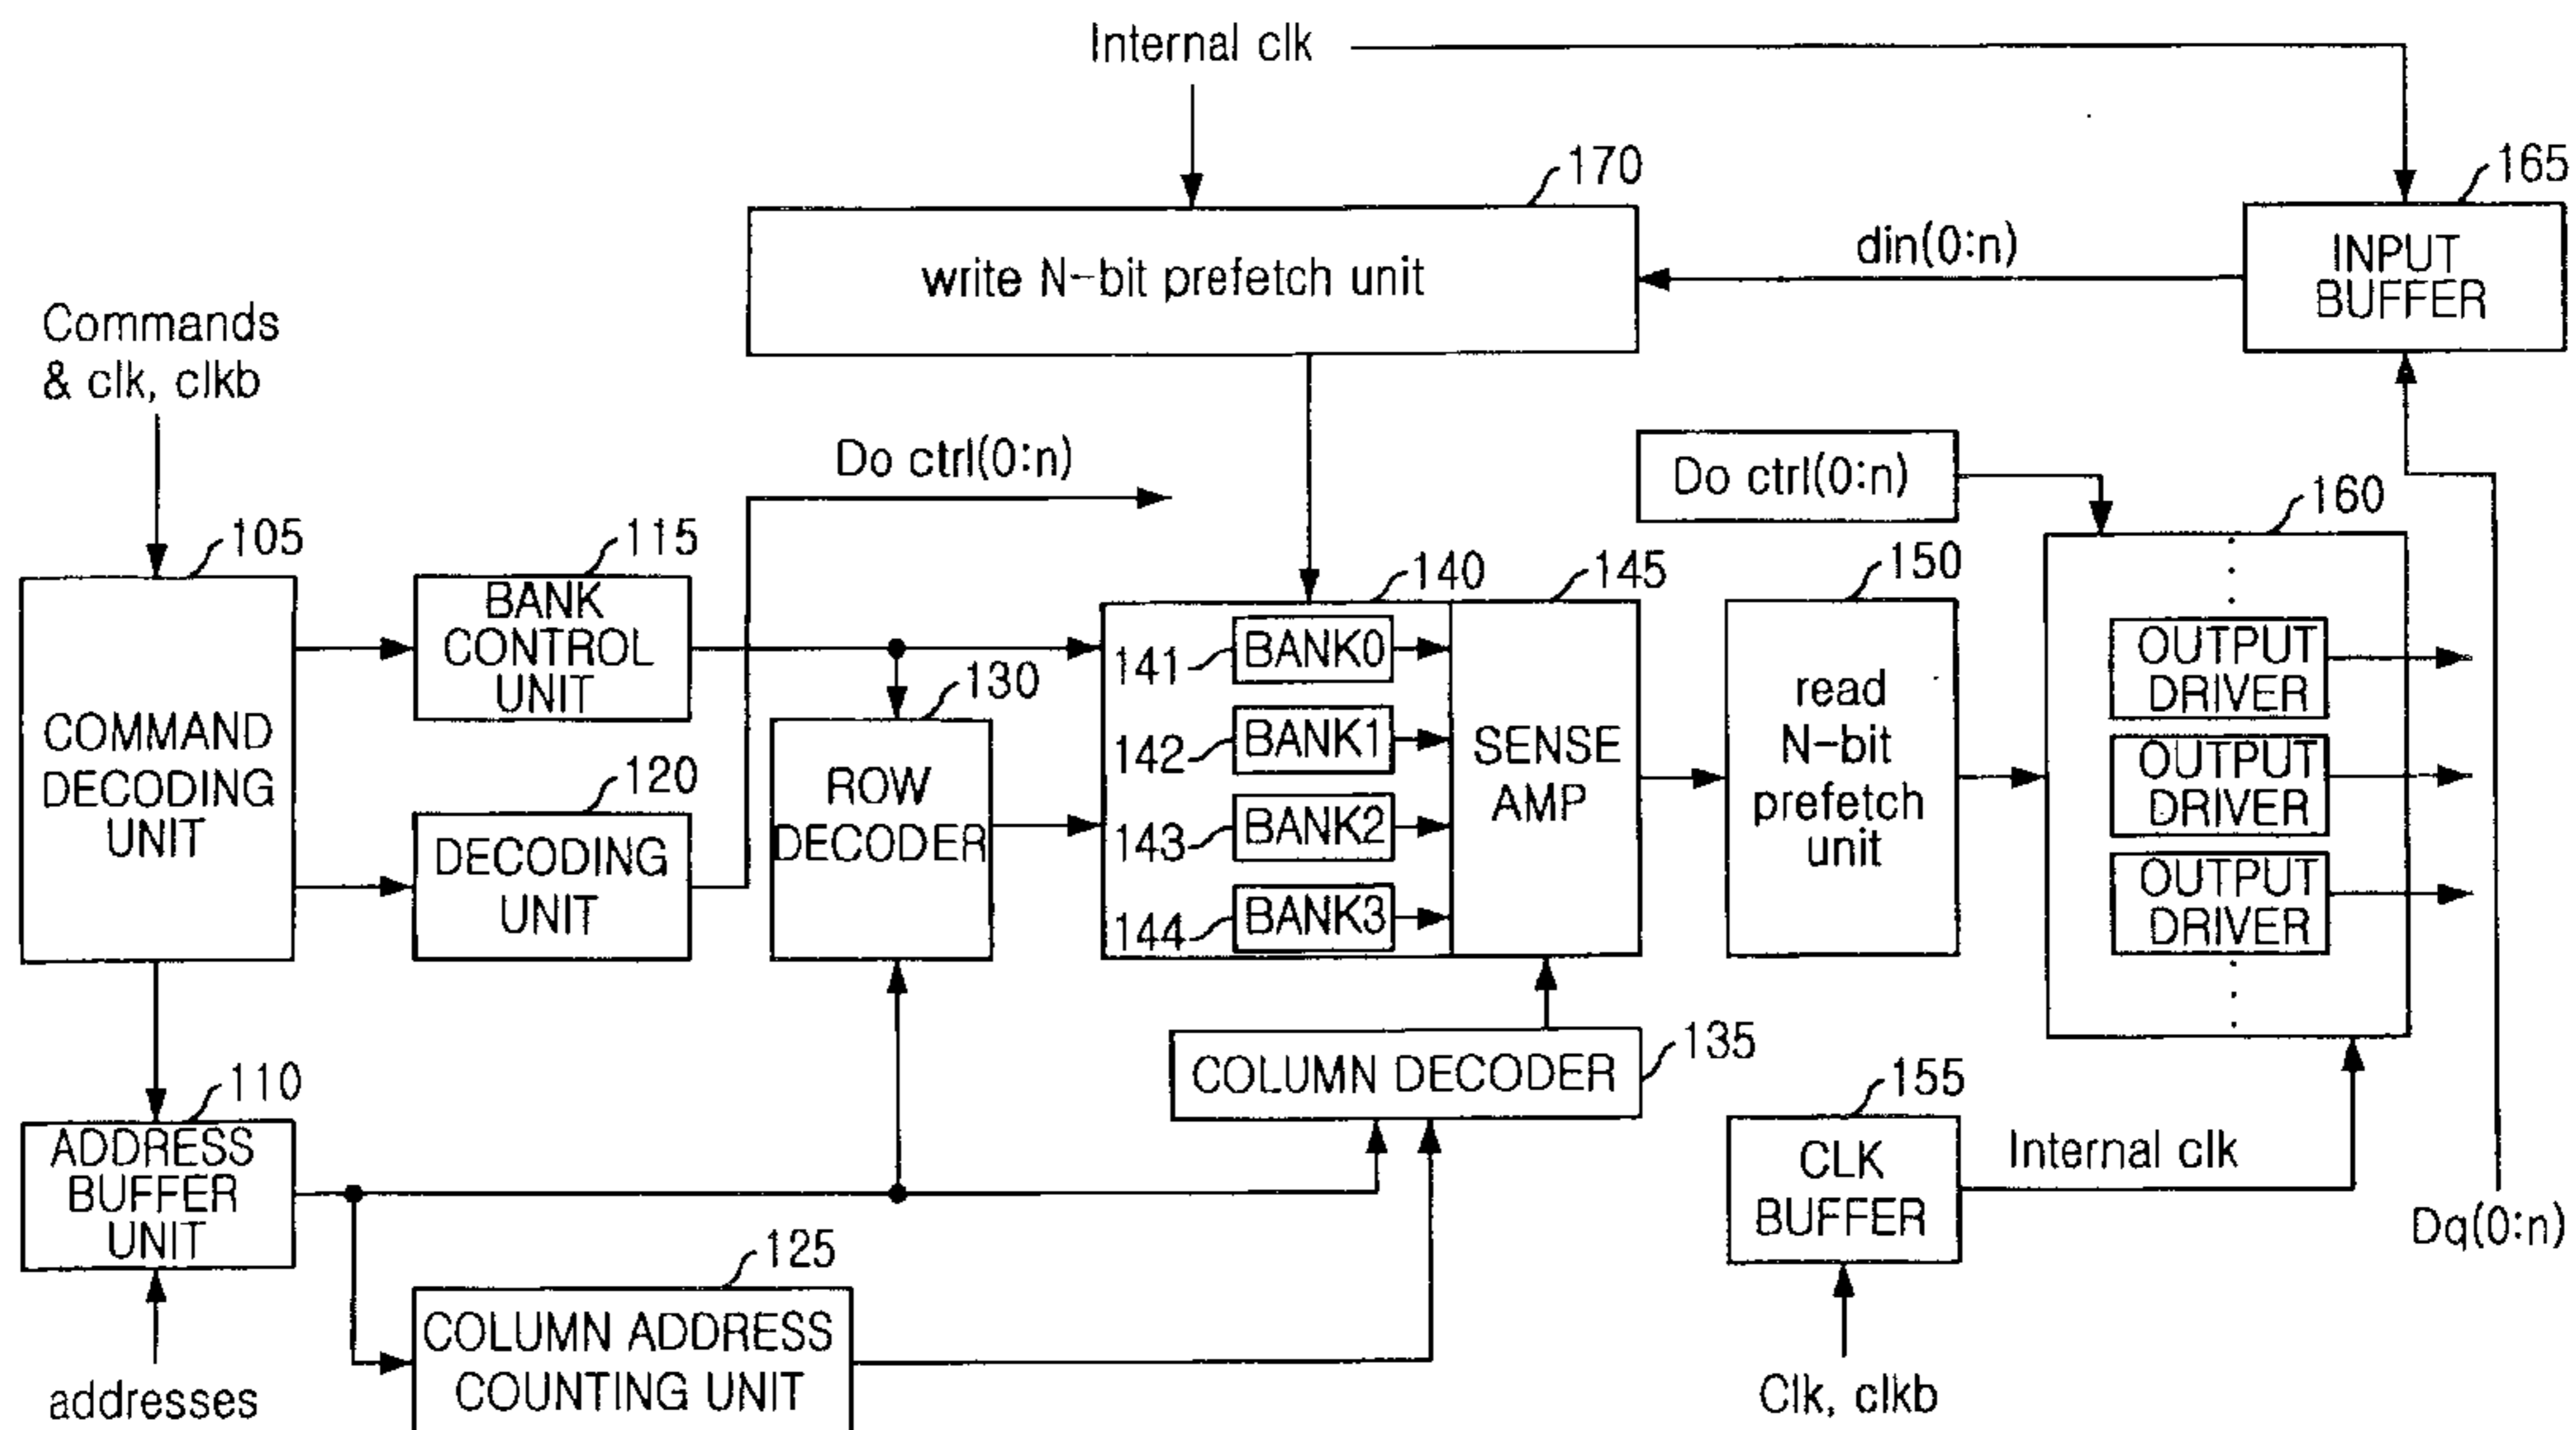 Internal clk
170
165
write N-bit prefetch unit
din(0:n)
INPUT
BUFFER
Commands
& clk, clkb
Do ctrl(0:n)
Do ctrl(0:n)
160
105
115
140
145
150
COMMAND
DECODING
UNIT
BANK
CONTROL
UNIT
120
DECODING
UNIT
130
ROW
DECODER
141
BANK0
142
BANK1
143
BANK2
144
BANK3
SENSE
AMP
read
N-bit
prefetch
unit
OUTPUT
DRIVER
OUTPUT
DRIVER
OUTPUT
DRIVER
110
ADDRESS
BUFFER
UNIT
COLUMN DECODER
135
155
CLK
BUFFER
Internal clk
Dq(0:n)
125
COLUMN ADDRESS
COUNTING UNIT
addresses
Clk, clkb